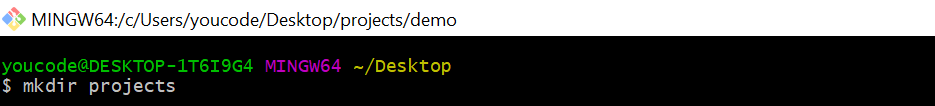 MINGW64:/c/Users/youcode/Desktop/projects/demo
youcode@DESKTOP-1T6I9G4 MINGW64 ~/Desktop
$ mkdir projects